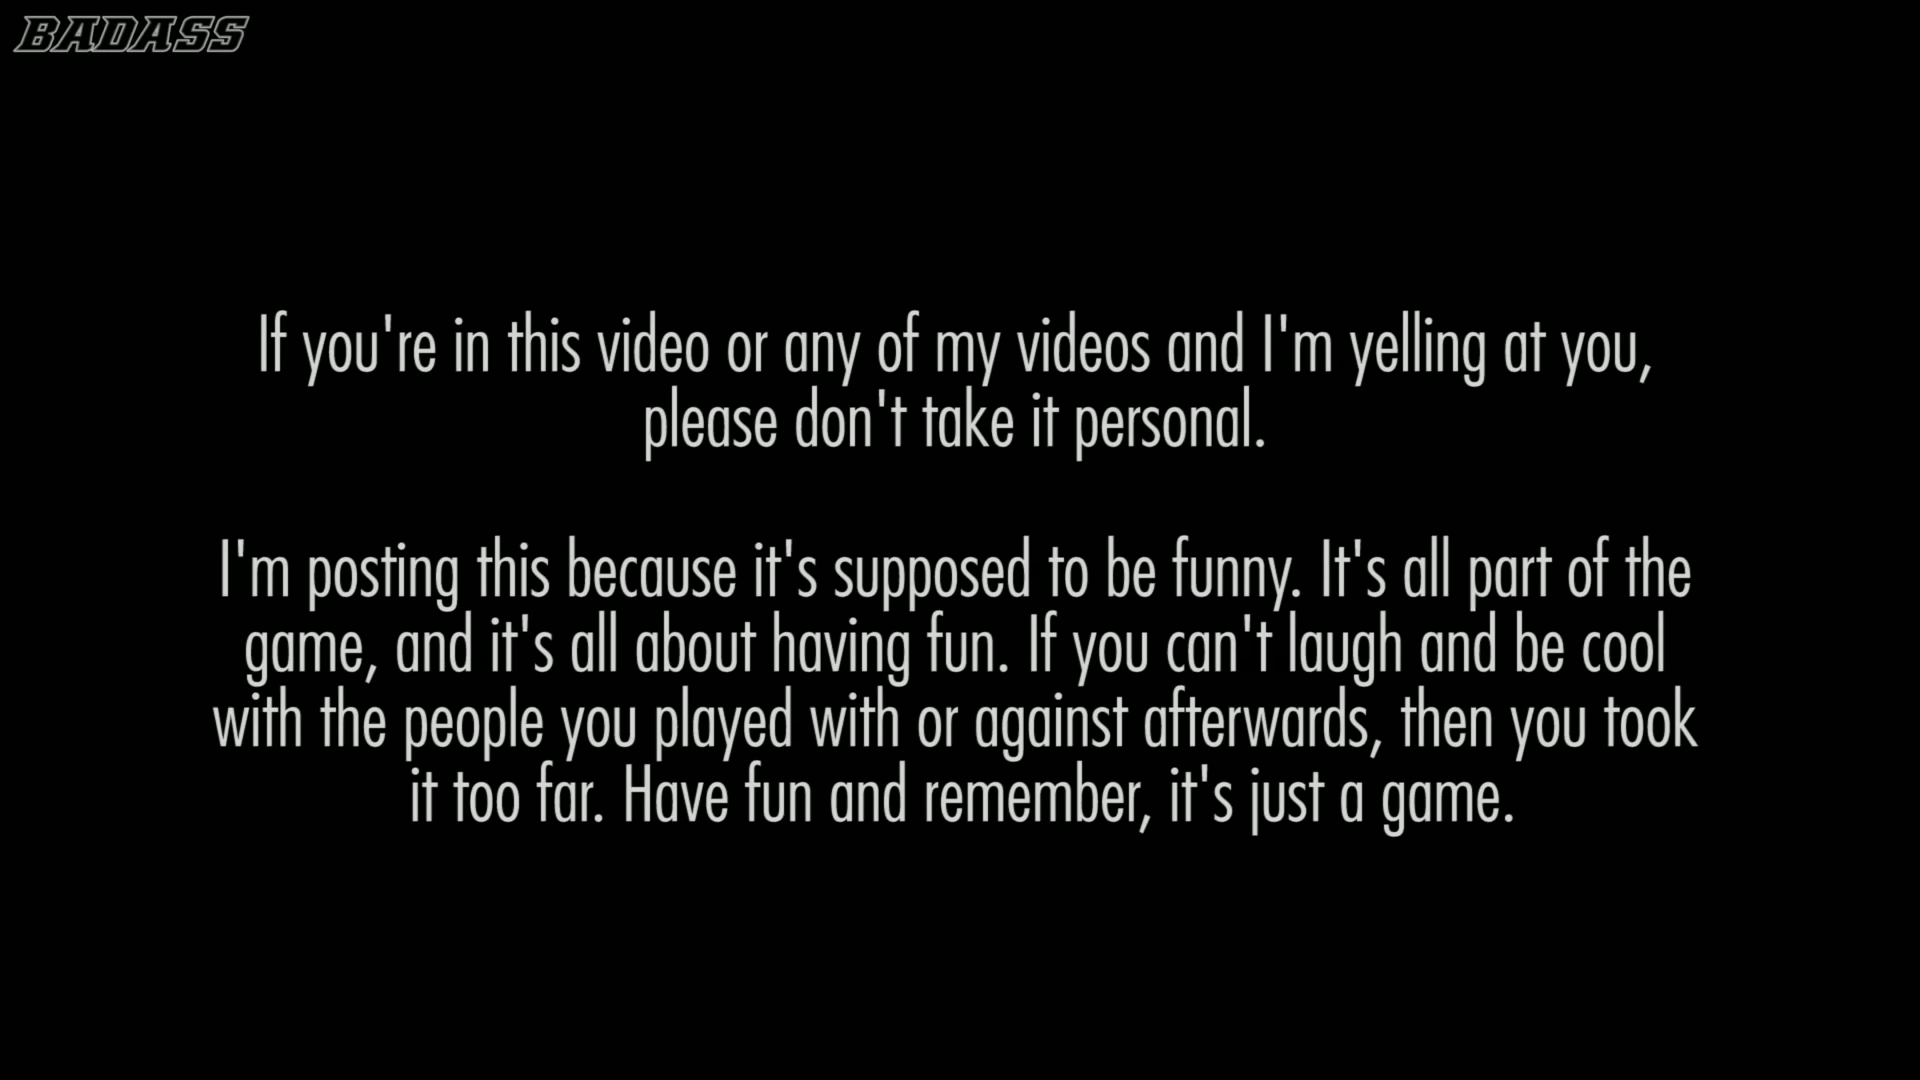 BADASS
If you're in this video or any of my videos and I'm yelling at you,
please don't take it personal.
I'm posting this because it's supposed to be funny. It's all part of the
game, and it's all about having fun. If you can't laugh and be cool
with the people you played with or against afterwards, then you took
it too far. Have fun and remember, it's just a game.